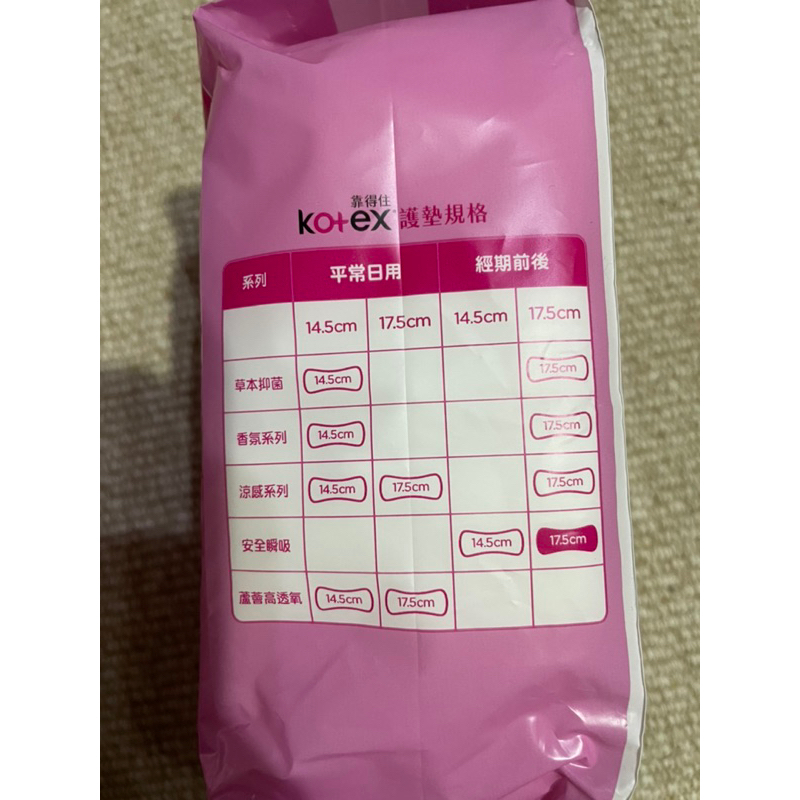 靠得住
kotex 護墊規格
系列 平常日用 經期前後
14.5cm 17.5cm 14.5cm 17.5cm
草本抑菌 14.5cm 17.5cm
香氛系列 14.5cm 17.5cm
涼感系列 14.5cm 17.5cm 17.5cm
安全瞬吸 14.5cm 17.5cm
蘆薈高透氧 14.5cm 17.5cm